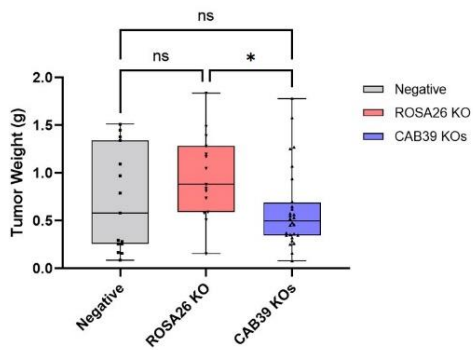 ns
ns
*
Tumor Weight (g)
2.0
1.5
1.0
0.5
0.0
Negative
ROSA26 KO
CAB39 KOs
Negative
ROSA26 KO
CAB39 KOs